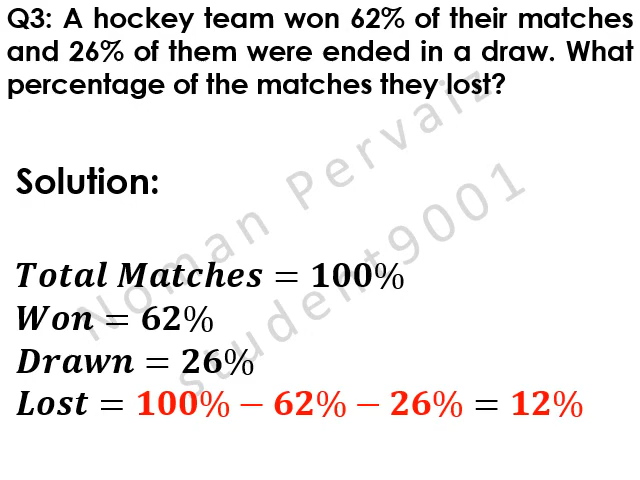 Q3: A hockey team won 62% of their matches
and 26% of them were ended in a draw. What
percentage of the matches they lost?
Noman Pervaiz
student9001
Solution:
Total Matches = 100%
Won = 62%
Drawn = 26%
Lost = 100% − 62% − 26% = 12%